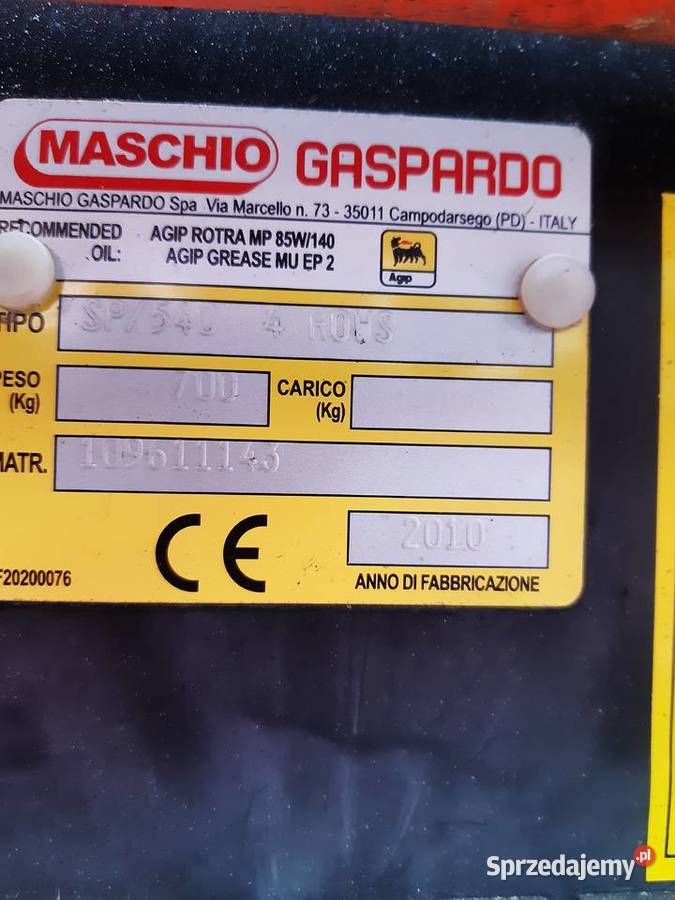 MASCHIO GASPARDO
MASCHIO GASPARDO Spa Via Marcello n. 73 - 35011 Campodarsego (PD) - ITALY
RECOMMENDED OIL: AGIP ROTRA MP 85W/140
AGIP GREASE MU EP 2
Agip
TIPO SP/540 4 ROWS
PESO (Kg) 700 CARICO (Kg)
MATR. 109611143
CE 2010
F20200076 ANNO DI FABBRICAZIONE
Sprzedajemy.pl